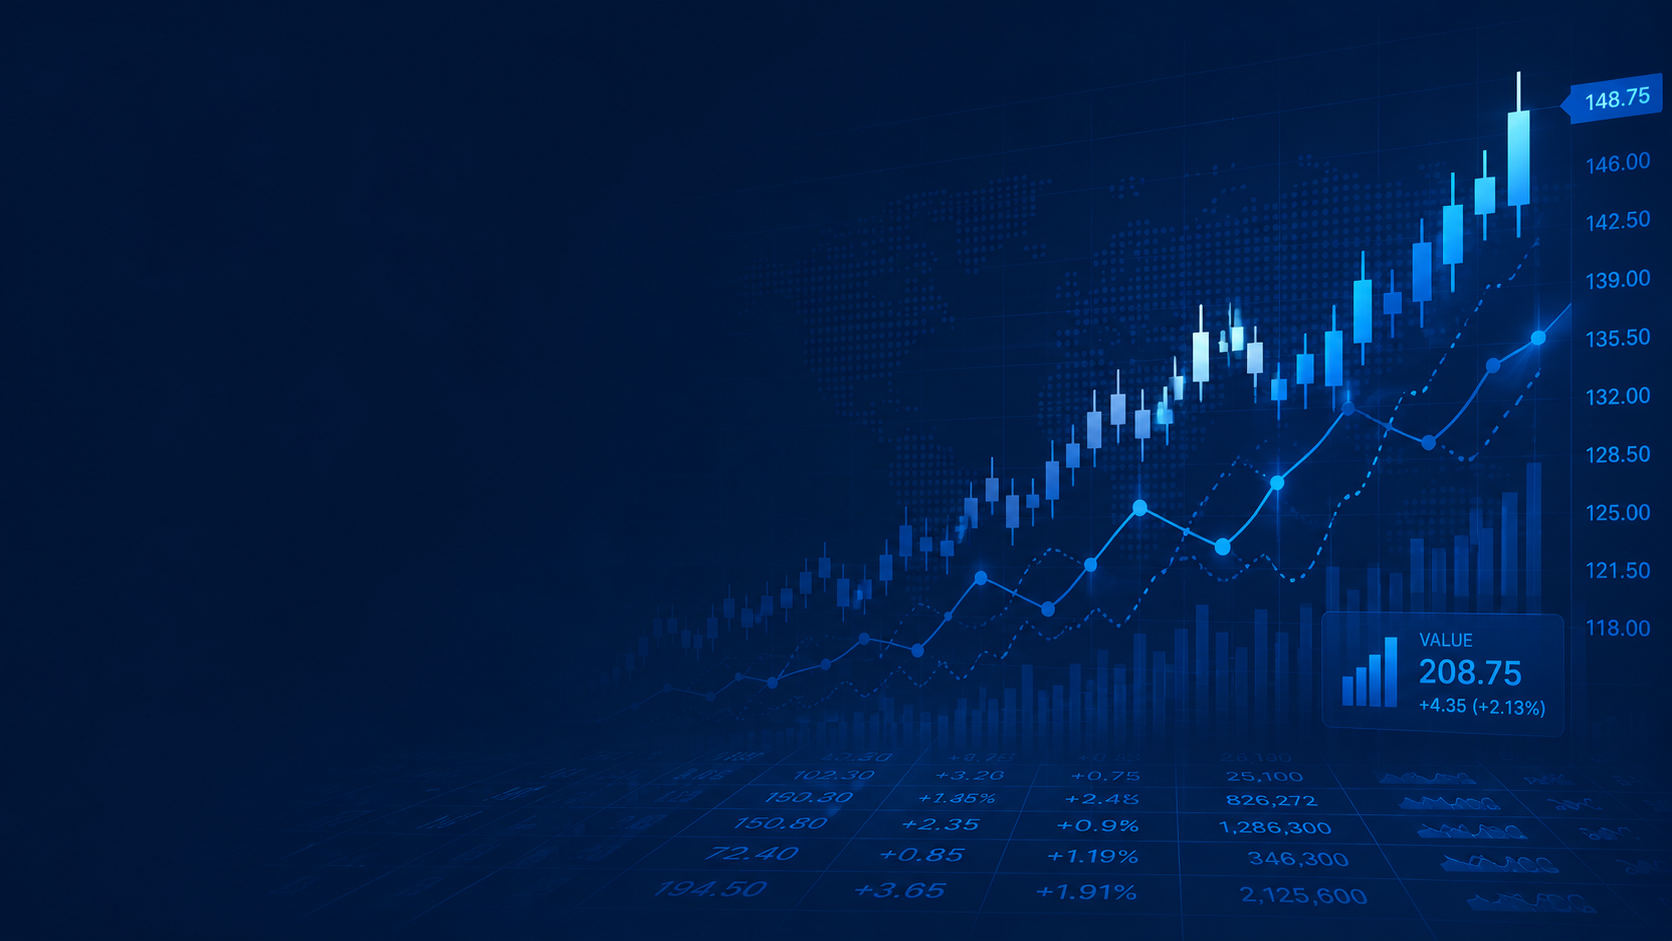 148.75
146.00
142.50
139.00
135.50
132.00
128.50
125.00
121.50
118.00
VALUE
208.75
+4.35 (+2.13%)
102.30 +3.20 +0.75 25,100
190.30 +1.85% +2.48 826,272
150.80 +2.35 +0.9% 1,286,300
72.40 +0.85 +1.19% 346,300
194.50 +3.65 +1.91% 2,125,600